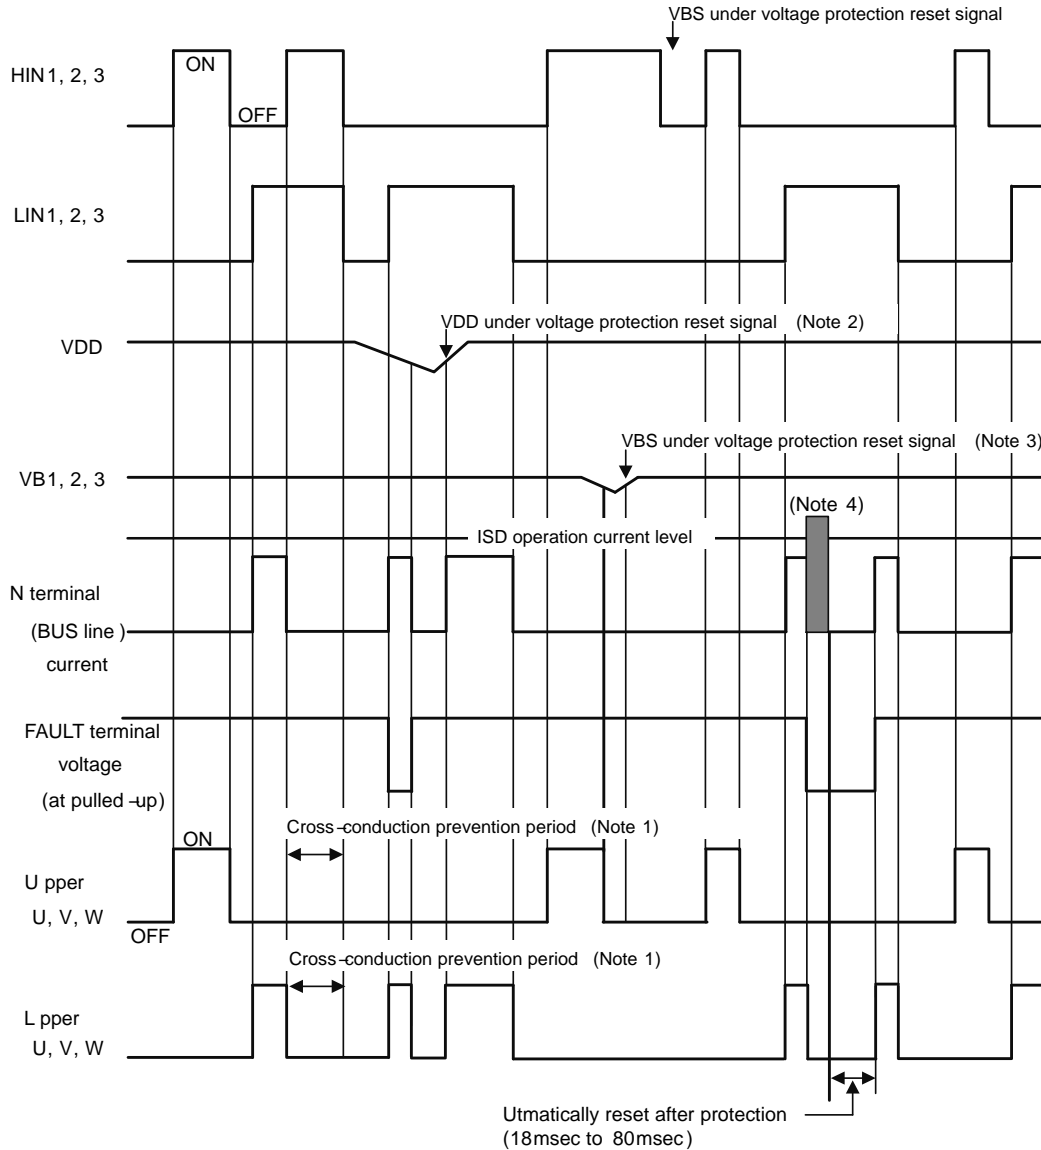 VBS under voltage protection reset signal
HIN1, 2, 3
ON
OFF
LIN1, 2, 3
VDD under voltage protection reset signal (Note 2)
VDD
VBS under voltage protection reset signal (Note 3)
VB1, 2, 3
(Note 4)
ISD operation current level
N terminal
(BUS line )
current
FAULT terminal
voltage
(at pulled -up)
Cross-conduction prevention period (Note 1)
ON
U pper
U, V, W
OFF
Cross-conduction prevention period (Note 1)
L pper
U, V, W
Utmatically reset after protection
(18msec to 80msec)